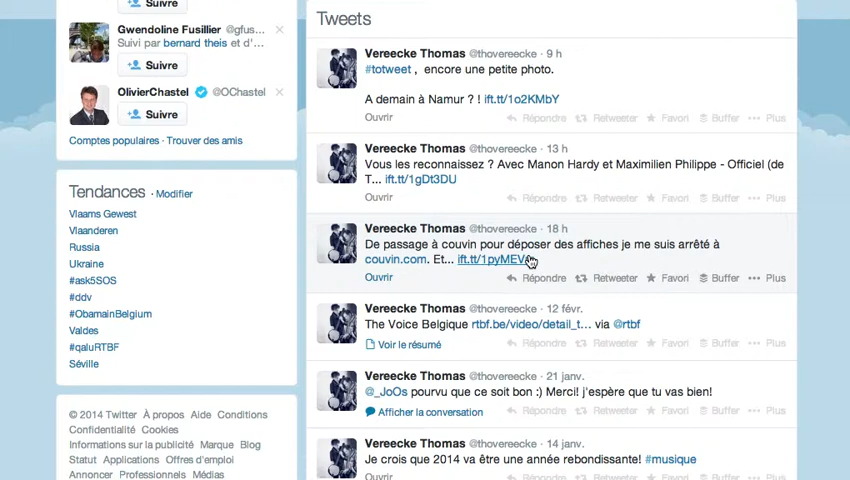 Suivre
Gwendoline Fusillier @gfus...
Suivi par bernard theis et d'...
Suivre
OlivierChastel @OChastel
Suivre
Comptes populaires · Trouver des amis
Tendances · Modifier
Vlaams Gewest
Vlaanderen
Russia
Ukraine
#ask5SOS
#ddv
#ObamainBelgium
Valdes
#qaluRTBF
Séville
© 2014 Twitter À propos Aide Conditions
Confidentialité Cookies
Informations sur la publicité Marque Blog
Statut Applications Offres d'emploi
Annoncer Professionnels Médias
Tweets
Vereecke Thomas @thovereecke · 9 h
#totweet , encore une petite photo.
A demain à Namur ? ! ift.tt/1o2KMbY
Ouvrir Répondre Retweeter Favori Buffer Plus
Vereecke Thomas @thovereecke · 13 h
Vous les reconnaissez ? Avec Manon Hardy et Maximilien Philippe - Officiel (de
T... ift.tt/1gDt3DU
Ouvrir Répondre Retweeter Favori Buffer Plus
Vereecke Thomas @thovereecke · 18 h
De passage à couvin pour déposer des affiches je me suis arrêté à
couvin.com. Et...
Ouvrir Répondre Retweeter Favori Buffer Plus
Vereecke Thomas @thovereecke · 12 févr.
The Voice Belgique rtbf.be/video/detail_t... via @rtbf
Voir le résumé Répondre Retweeter Favori Buffer Plus
Vereecke Thomas @thovereecke · 21 janv.
@_JoOs pourvu que ce soit bon :) Merci! j'espère que tu vas bien!
Afficher la conversation Répondre Retweeter Favori Buffer Plus
Vereecke Thomas @thovereecke · 14 janv.
Je crois que 2014 va être une année rebondissante! #musique
Ouvrir Répondre Retweeter Favori Buffer Plus